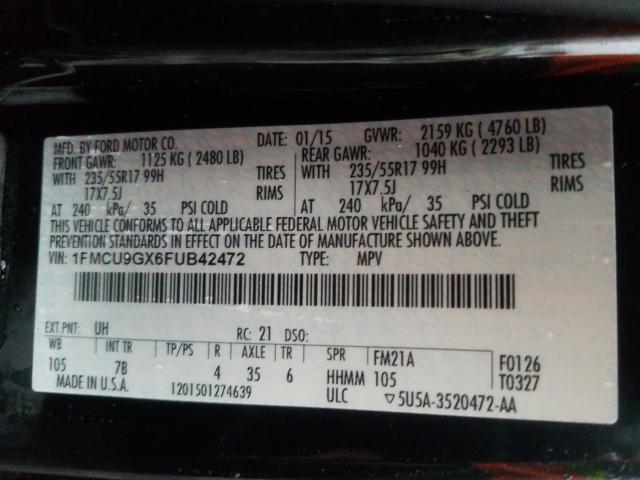 MFD. BY FORD MOTOR CO. DATE: 01/15 GVWR: 2159 KG ( 4760 LB)
FRONT GAWR: 1125 KG ( 2480 LB) REAR GAWR: 1040 KG ( 2293 LB)
WITH 235/55R17 99H TIRES WITH 235/55R17 99H TIRES
17X7.5J RIMS 17X7.5J RIMS
AT 240 kPa/ 35 PSI COLD AT 240 kPa/ 35 PSI COLD
THIS VEHICLE CONFORMS TO ALL APPLICABLE FEDERAL MOTOR VEHICLE SAFETY AND THEFT
PREVENTION STANDARDS IN EFFECT ON THE DATE OF MANUFACTURE SHOWN ABOVE.
VIN: 1FMCU9GX6FUB42472 TYPE: MPV
EXT PNT: UH RC: 21 DSO:
WB INT TR TP/PS R AXLE TR SPR FM21A F0126
105 7B 4 35 6 HHMM 105 T0327
MADE IN U.S.A. 1201501274639 ULC ▽5U5A-3520472-AA